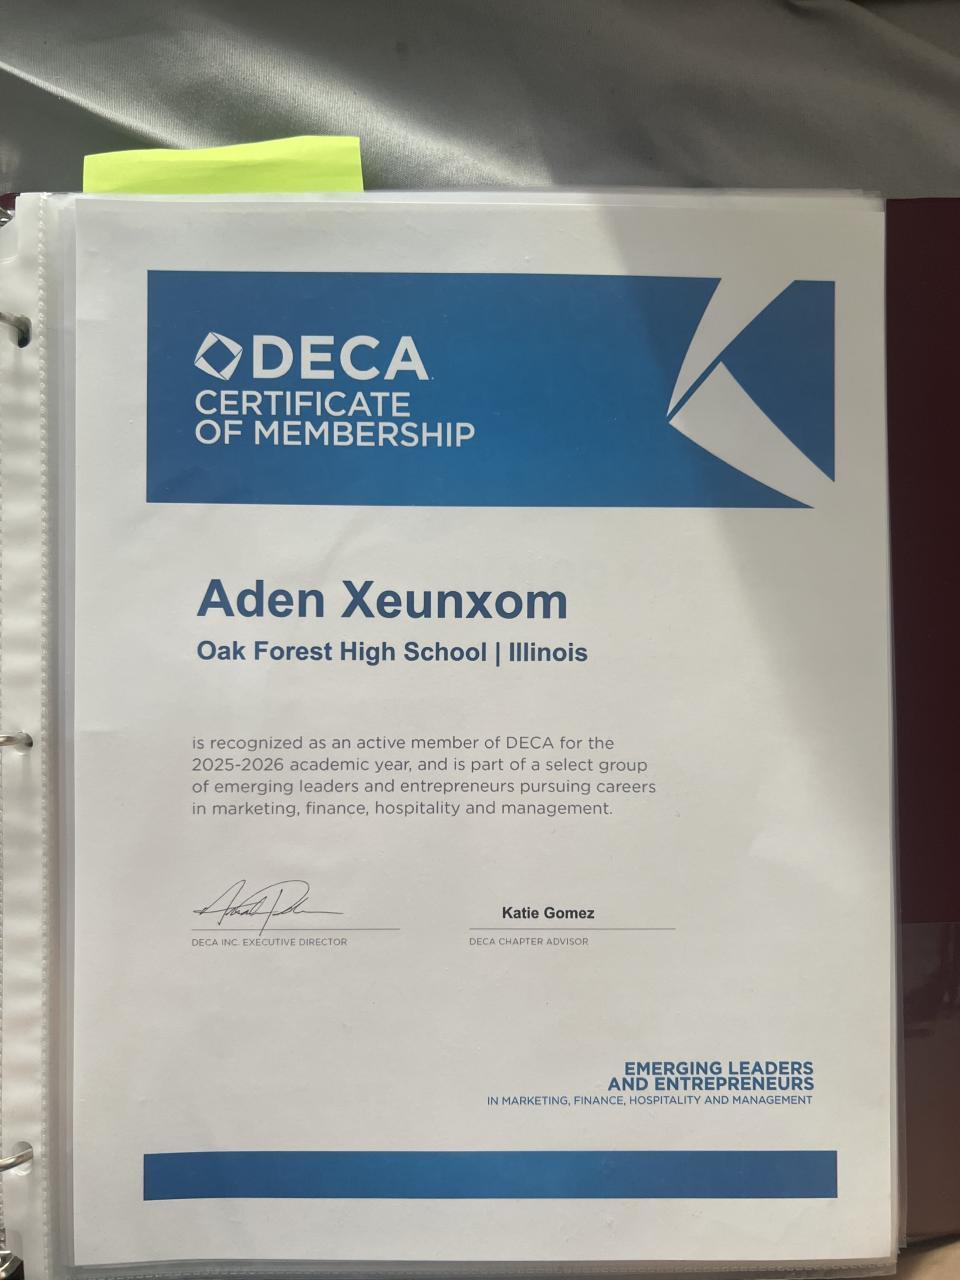 DECA
CERTIFICATE
OF MEMBERSHIP
Aden Xeunxom
Oak Forest High School | Illinois
is recognized as an active member of DECA for the
2025-2026 academic year, and is part of a select group
of emerging leaders and entrepreneurs pursuing careers
in marketing, finance, hospitality and management.
Katie Gomez
DECA INC. EXECUTIVE DIRECTOR
DECA CHAPTER ADVISOR
EMERGING LEADERS
AND ENTREPRENEURS
IN MARKETING, FINANCE, HOSPITALITY AND MANAGEMENT